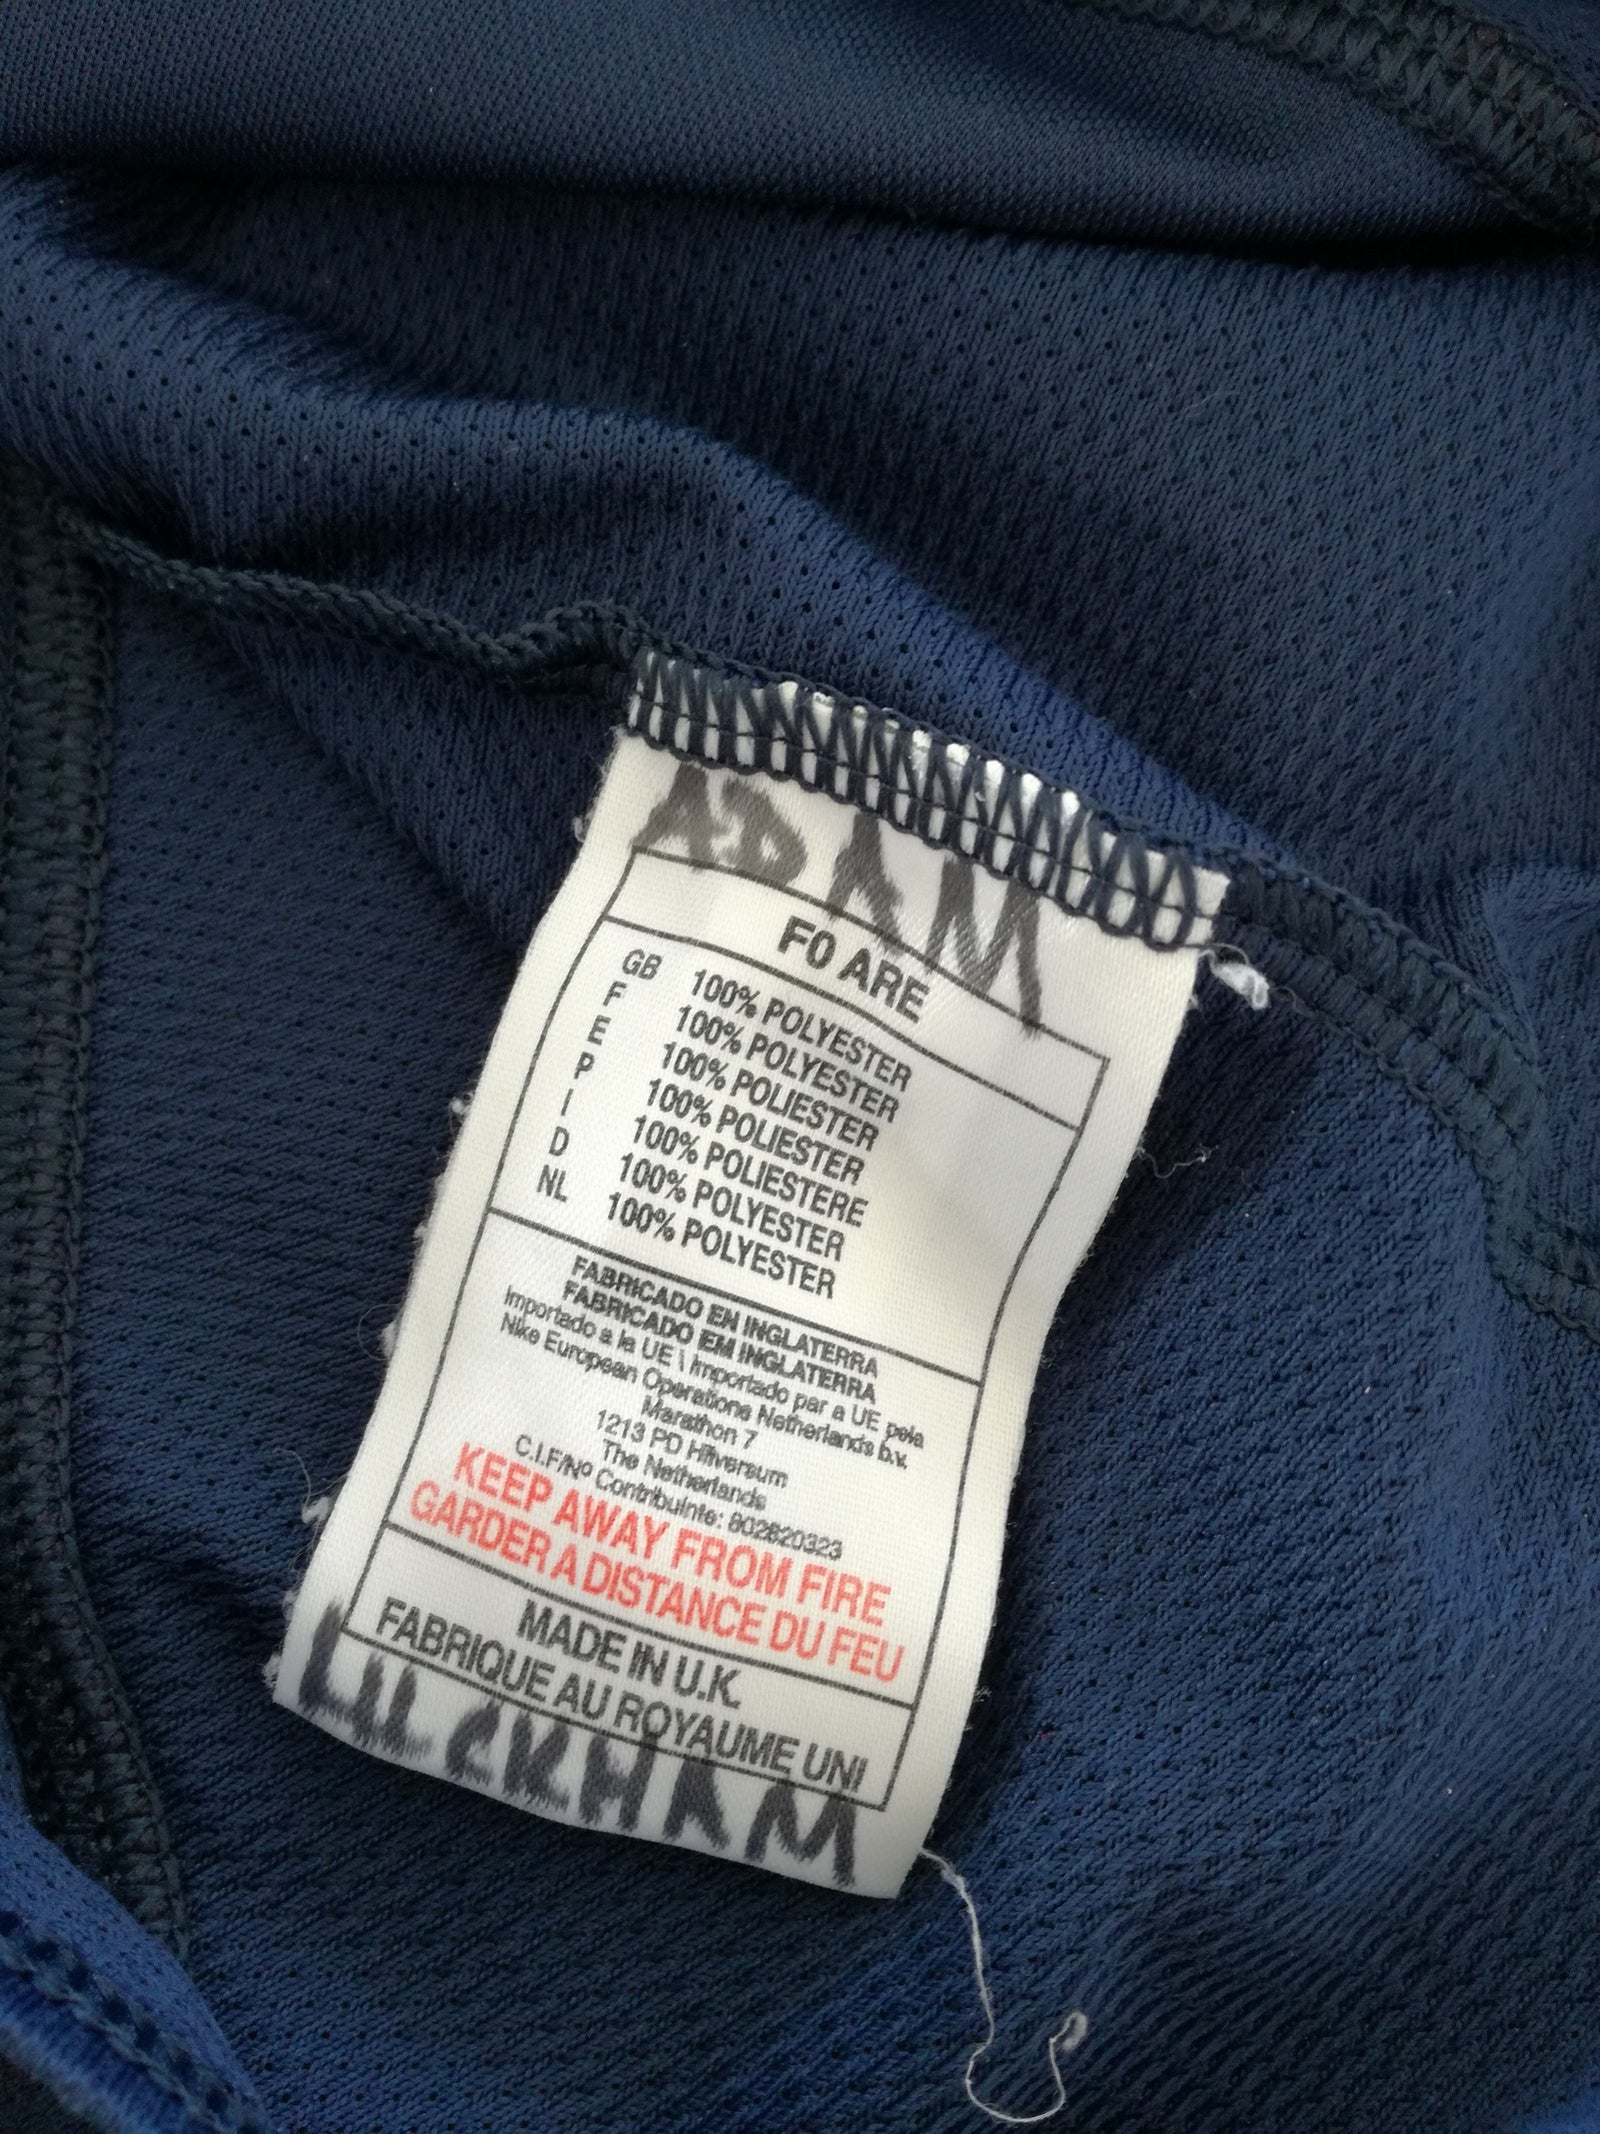 ADAM
F0 ARE
GB 100% POLYESTER
F 100% POLYESTER
E 100% POLIESTER
P 100% POLIESTER
I 100% POLIESTERE
D 100% POLYESTER
NL 100% POLYESTER
FABRICADO EN INGLATERRA
FABRICADO EM INGLATERRA
Importado a la UE \ Importado par a UE pela
Nike European Operations Netherlands b.v.
Marathon 7
1213 PD Hilversum
The Netherlands
C.I.F/Nº Contribuinte: 802820323
KEEP AWAY FROM FIRE
GARDER A DISTANCE DU FEU
MADE IN U.K.
FABRIQUE AU ROYAUME UNI